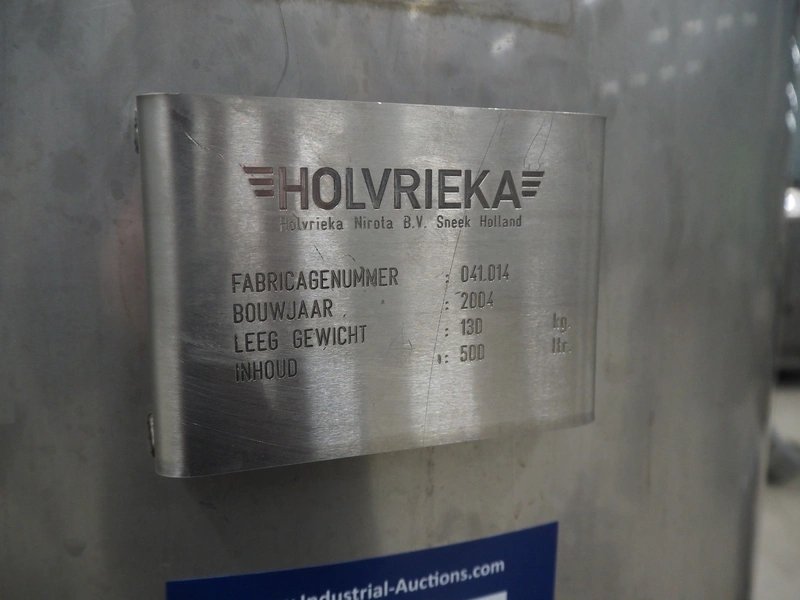 HOLVRIEKA
Holvrieka Nirota B.V. Sneek Holland
FABRICAGENUMMER : 041.014
BOUWJAAR : 2004
LEEG GEWICHT : 130 kg.
INHOUD : 500 ltr.
Industrial-Auctions.com